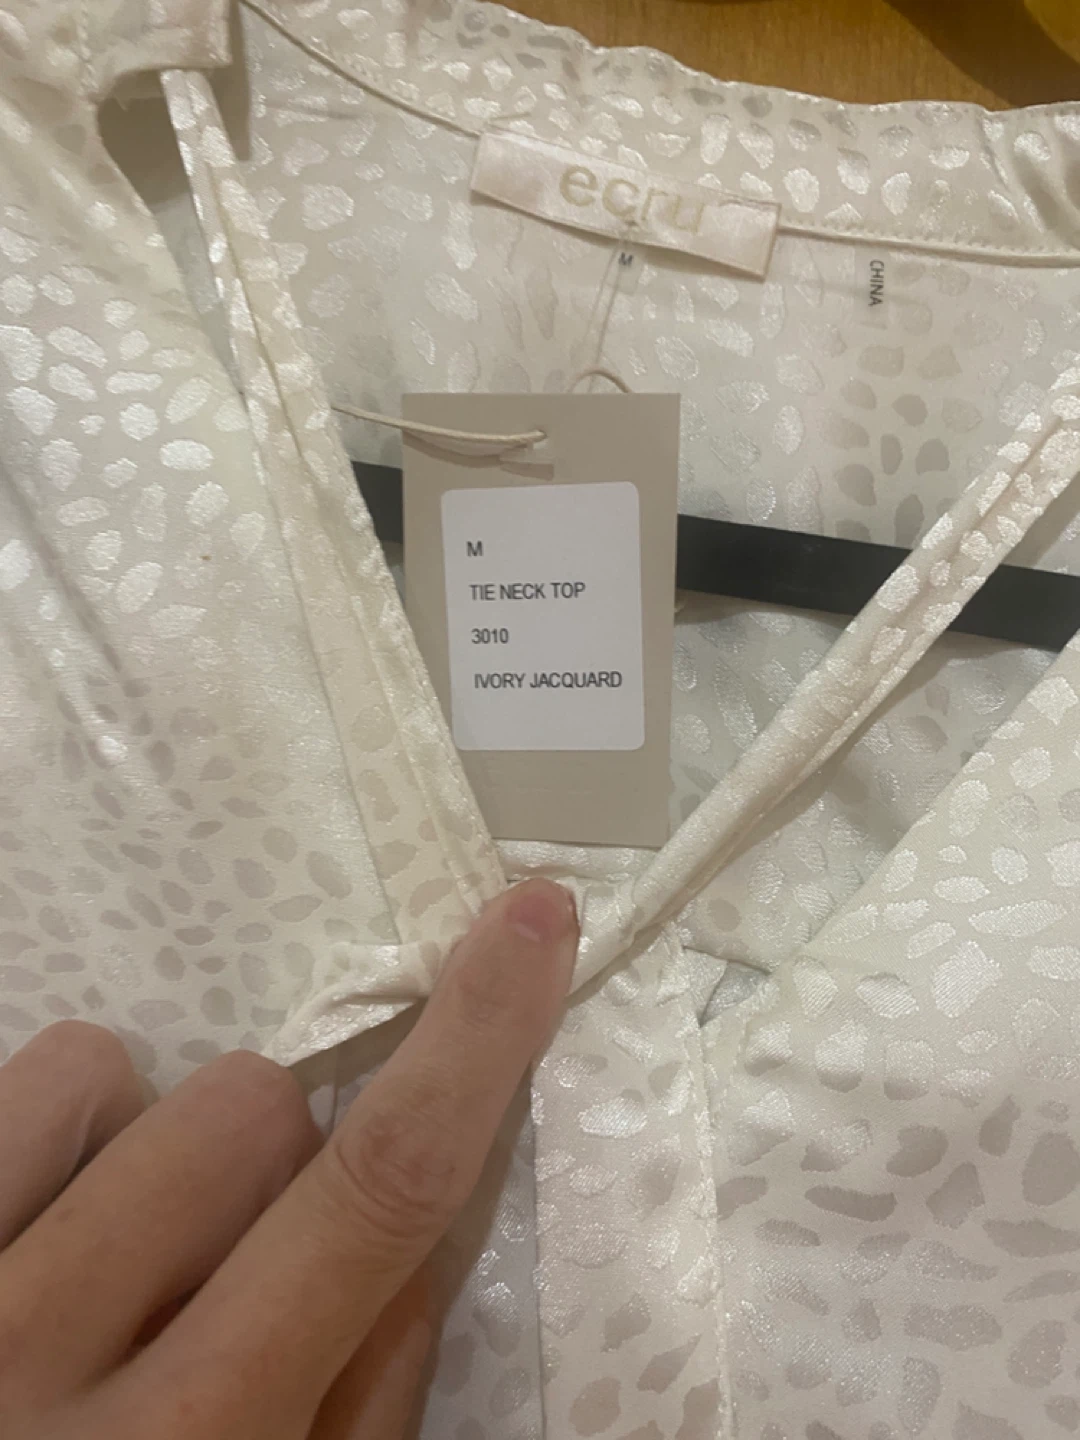 ecru
M
CHINA
M
TIE NECK TOP
3010
IVORY JACQUARD